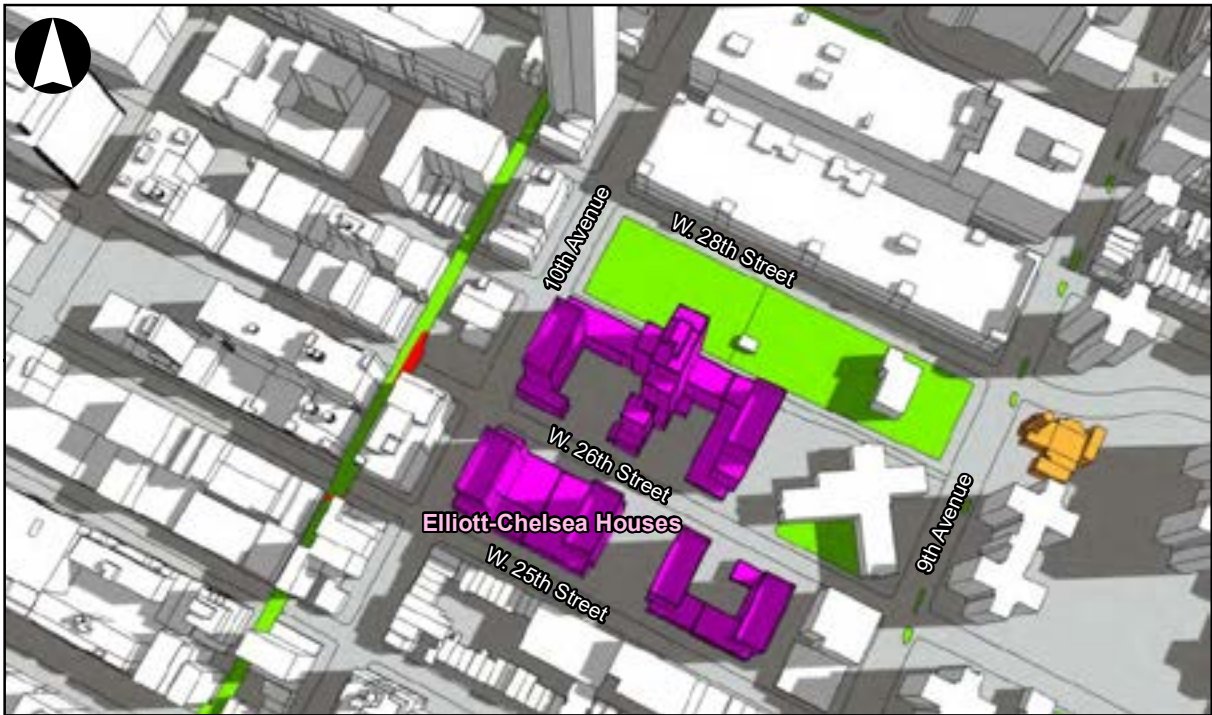 W. 28th Street
10th Avenue
W. 26th Street
9th Avenue
Elliott-Chelsea Houses
W. 25th Street